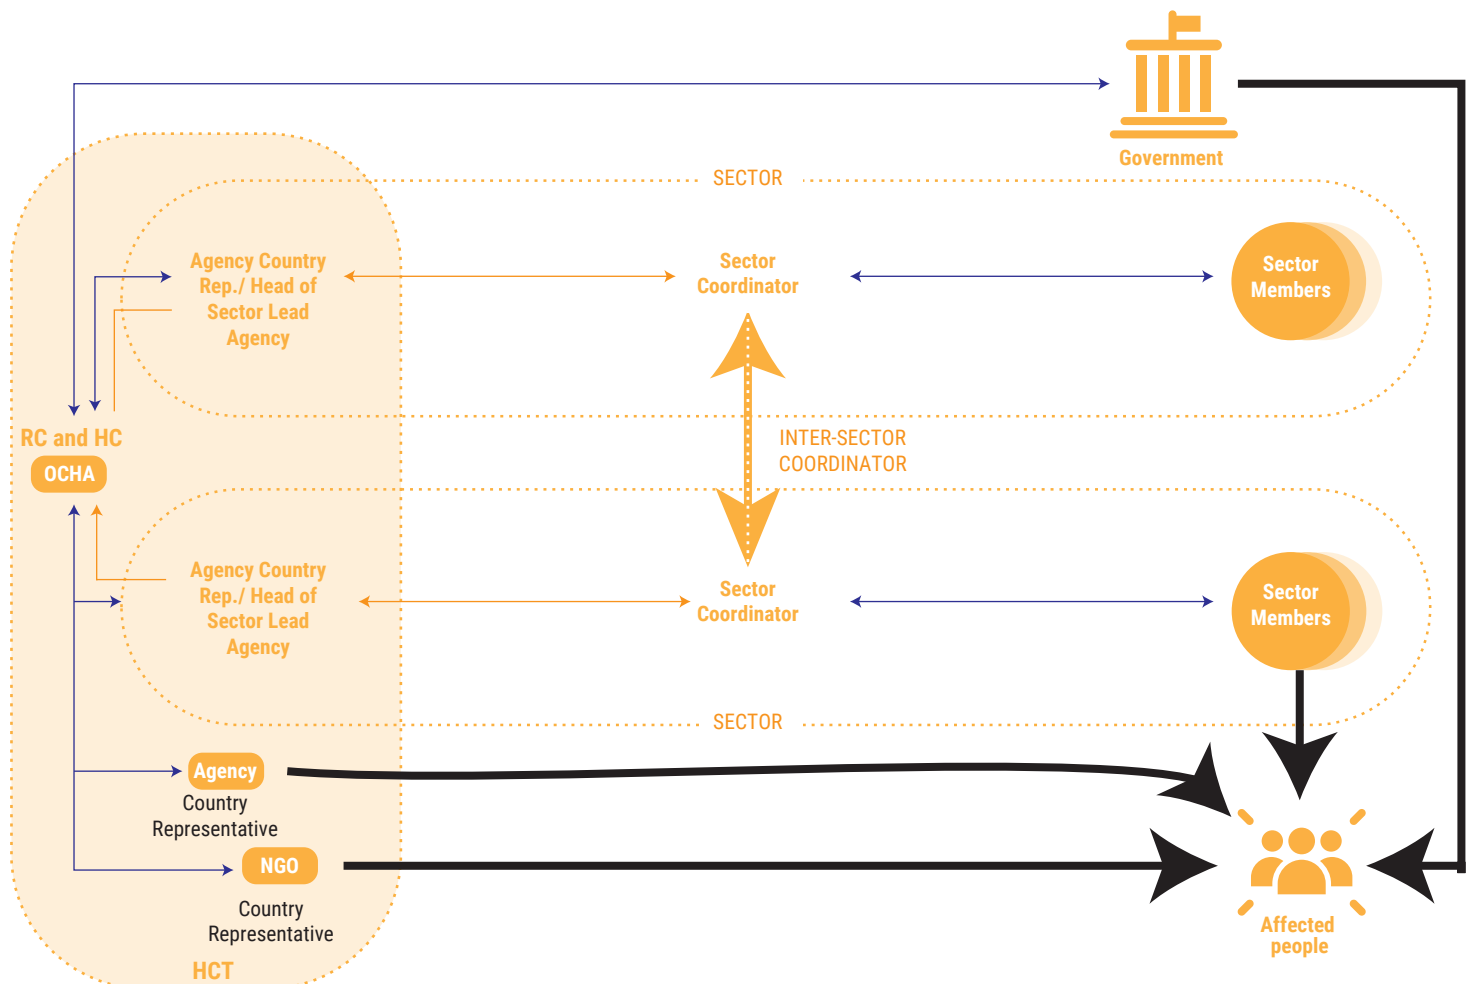 Government
SECTOR
Agency Country
Rep./ Head of
Sector Lead
Agency
Sector
Coordinator
Sector
Members
RC and HC
OCHA
INTER-SECTOR
COORDINATOR
Agency Country
Rep./ Head of
Sector Lead
Agency
Sector
Coordinator
Sector
Members
SECTOR
Agency
Country
Representative
NGO
Country
Representative
HCT
Affected
people